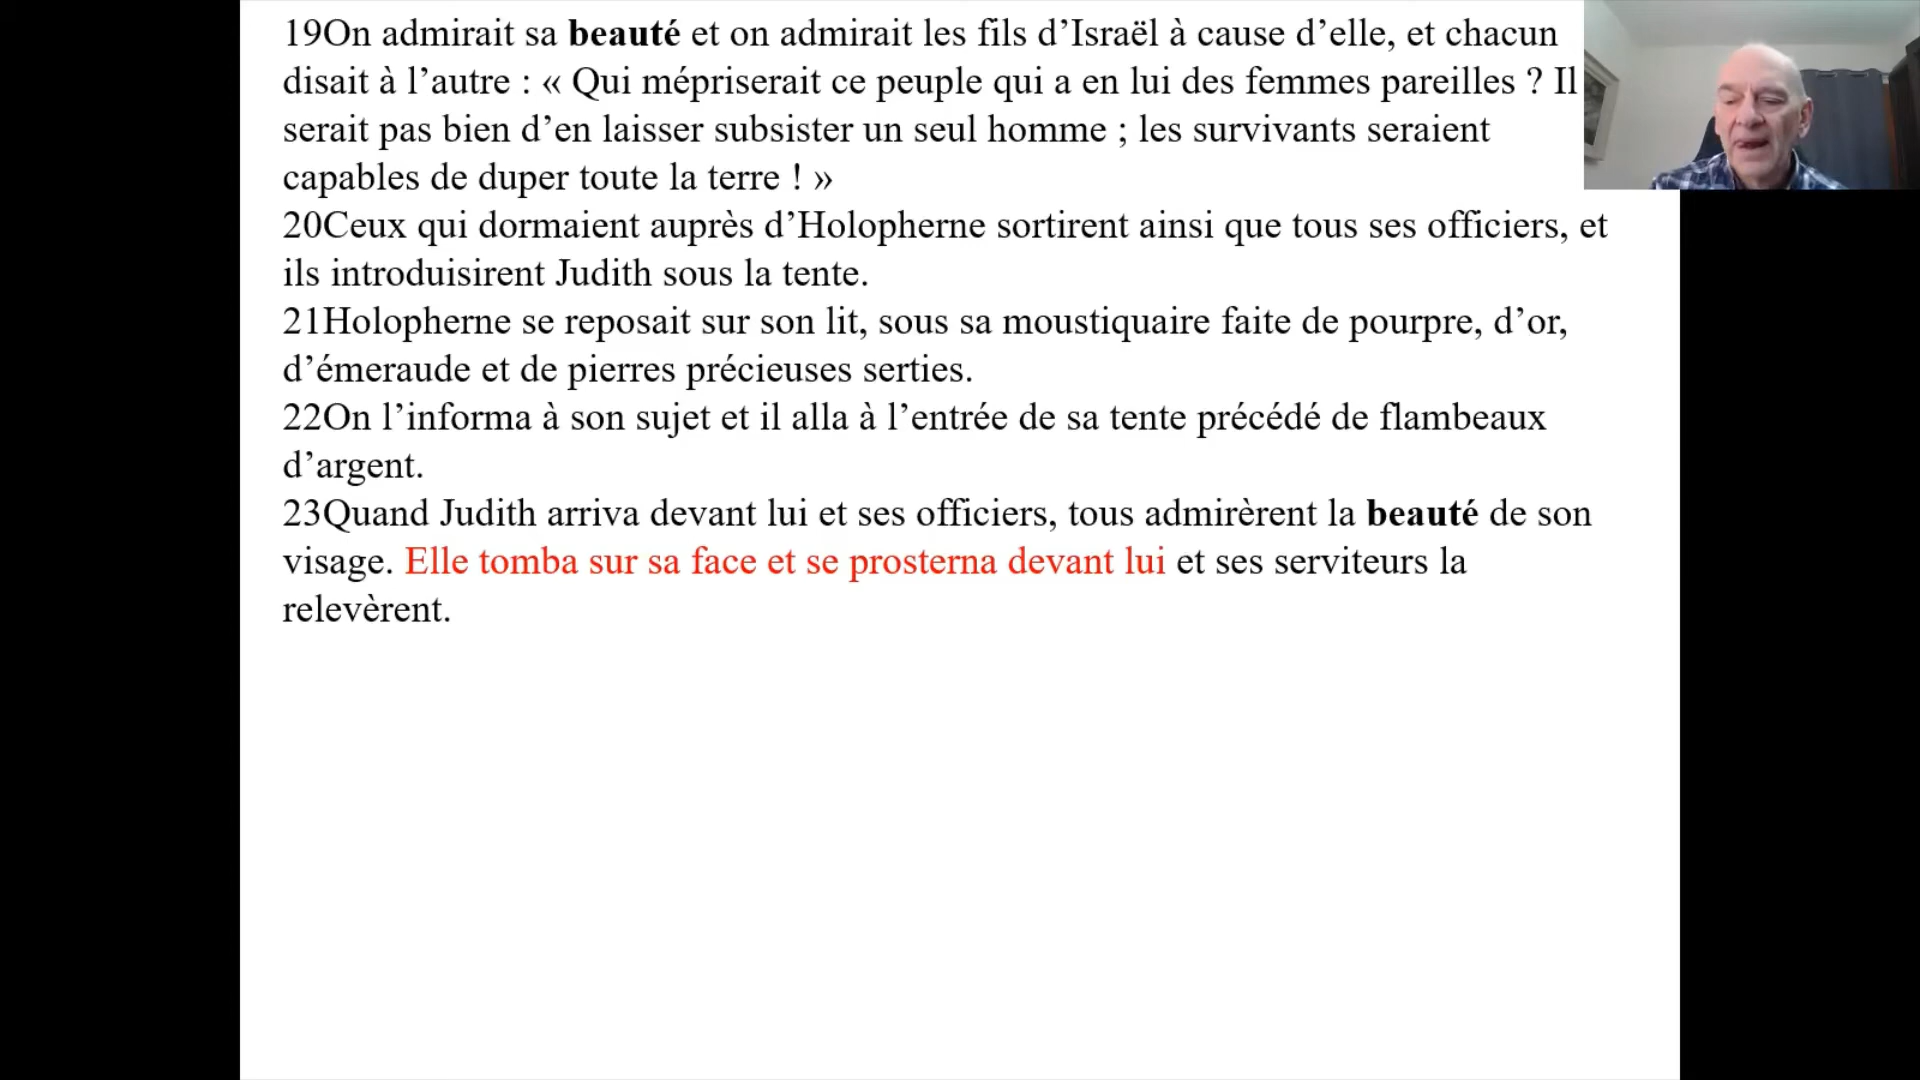 19On admirait sa beauté et on admirait les fils d’Israël à cause d’elle, et chacun
disait à l’autre : « Qui mépriserait ce peuple qui a en lui des femmes pareilles ? Il
serait pas bien d’en laisser subsister un seul homme ; les survivants seraient
capables de duper toute la terre ! »
20Ceux qui dormaient auprès d’Holopherne sortirent ainsi que tous ses officiers, et
ils introduisirent Judith sous la tente.
21Holopherne se reposait sur son lit, sous sa moustiquaire faite de pourpre, d’or,
d’émeraude et de pierres précieuses serties.
22On l’informa à son sujet et il alla à l’entrée de sa tente précédé de flambeaux
d’argent.
23Quand Judith arriva devant lui et ses officiers, tous admirèrent la beauté de son
visage. Elle tomba sur sa face et se prosterna devant lui et ses serviteurs la
relevèrent.